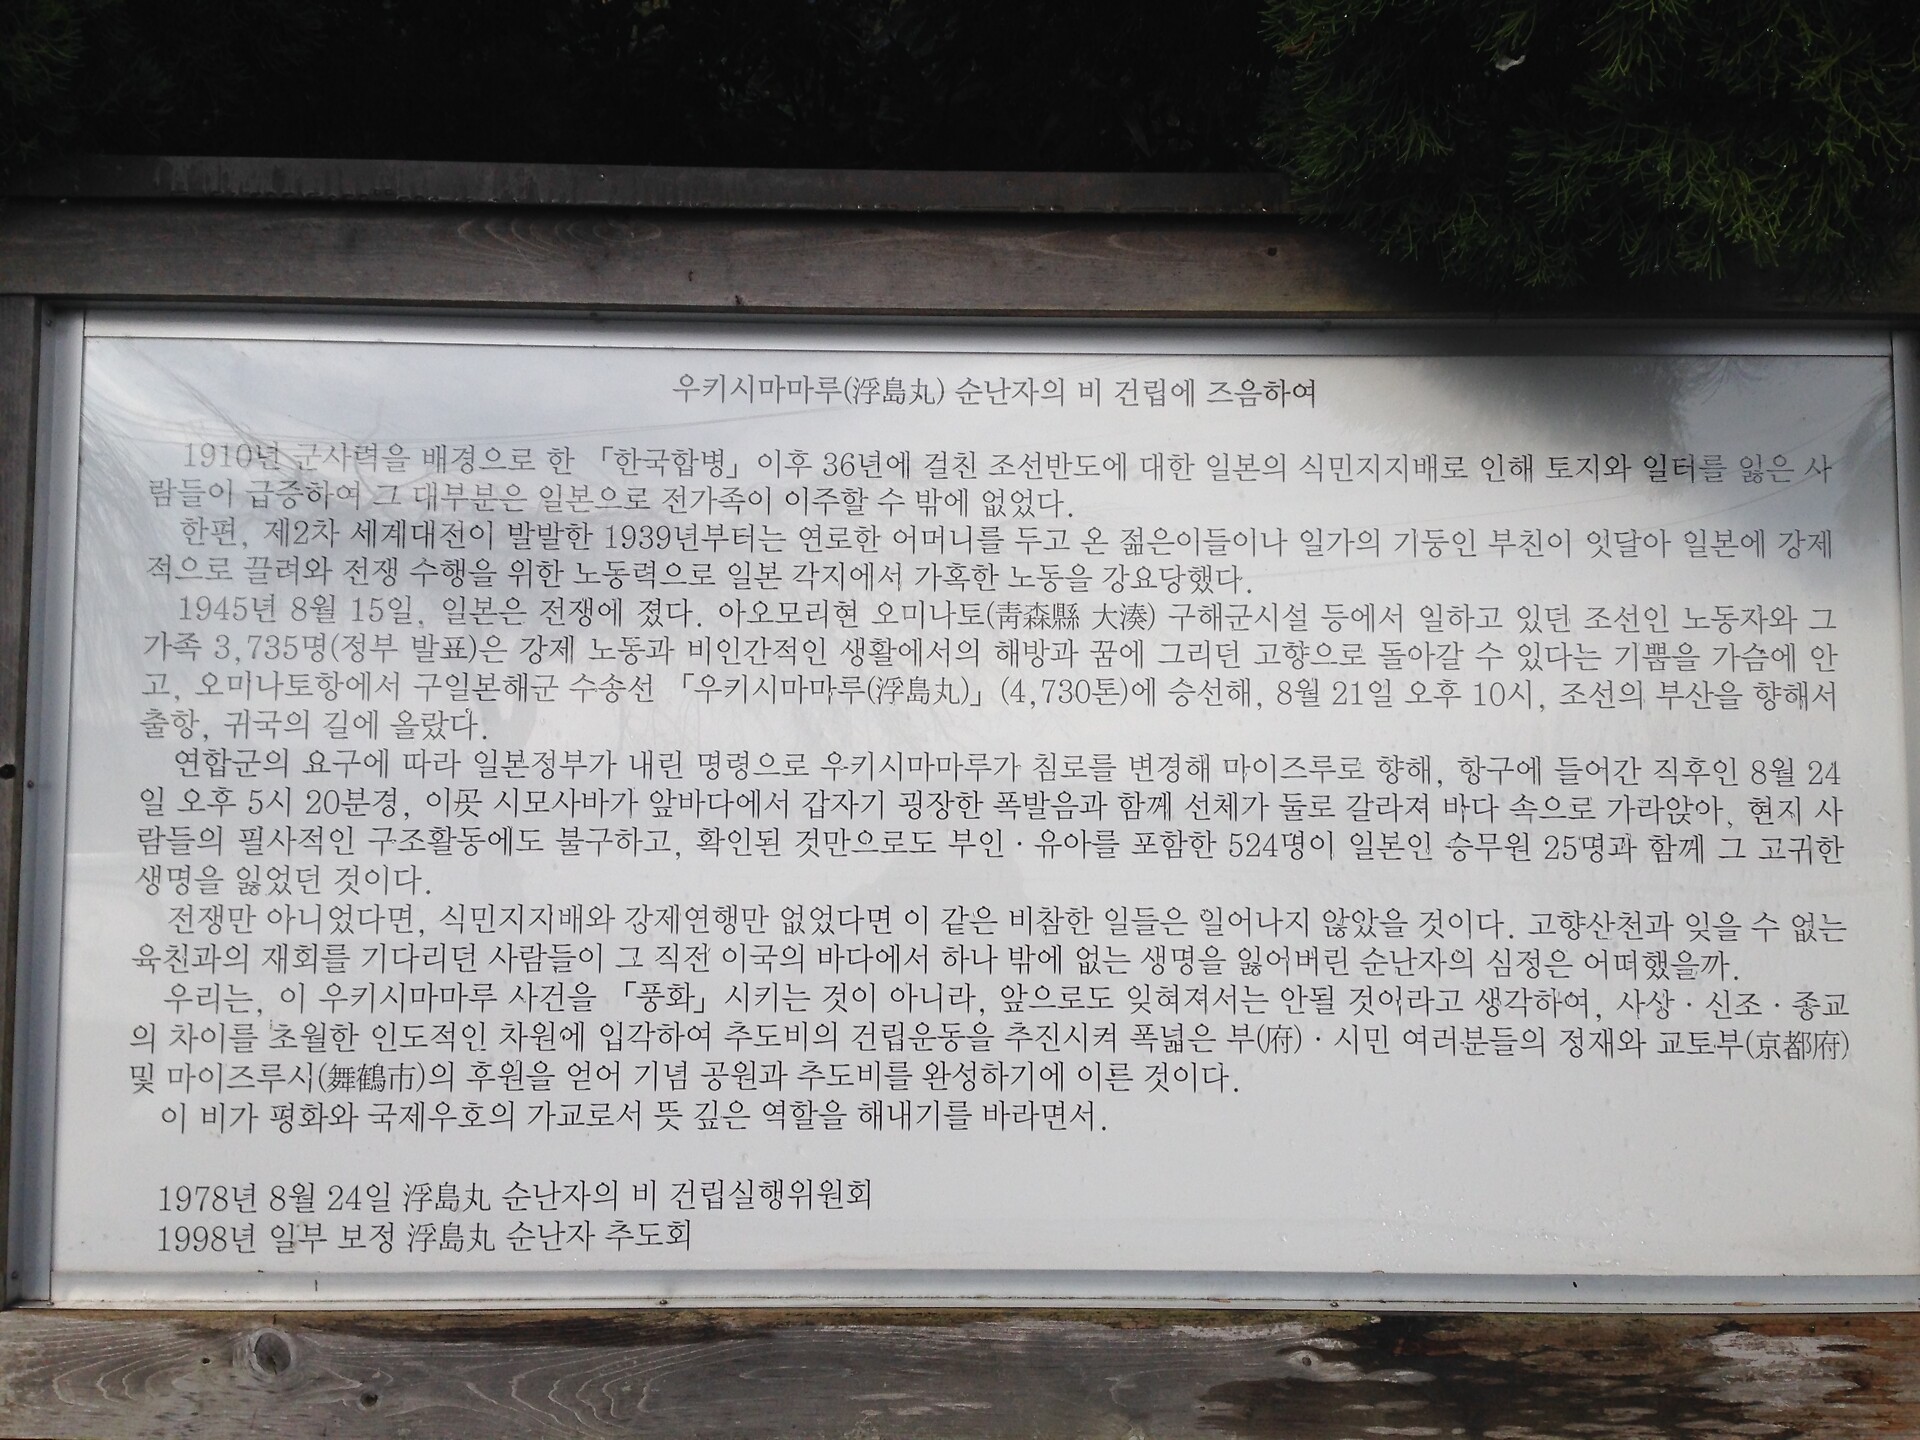 우키시마마루(浮島丸) 순난자의 비 건립에 즈음하여
1910년 군사력을 배경으로 한 「한국합병」이후 36년에 걸친 조선반도에 대한 일본의 식민지지배로 인해 토지와 일터를 잃은 사
람들이 급증하여 그 대부분은 일본으로 전가족이 이주할 수 밖에 없었다.
한편, 제2차 세계대전이 발발한 1939년부터는 연로한 어머니를 두고 온 젊은이들이나 일가의 기둥인 부친이 잇달아 일본에 강제
적으로 끌려와 전쟁 수행을 위한 노동력으로 일본 각지에서 가혹한 노동을 강요당했다.
1945년 8월 15일, 일본은 전쟁에 졌다. 아오모리현 오미나토(靑森縣 大湊) 구해군시설 등에서 일하고 있던 조선인 노동자와 그
가족 3,735명(정부 발표)은 강제 노동과 비인간적인 생활에서의 해방과 꿈에 그리던 고향으로 돌아갈 수 있다는 기쁨을 가슴에 안
고, 오미나토항에서 구일본해군 수송선 「우키시마마루(浮島丸)」(4,730톤)에 승선해, 8월 21일 오후 10시, 조선의 부산을 향해서
출항, 귀국의 길에 올랐다.
연합군의 요구에 따라 일본정부가 내린 명령으로 우키시마마루가 침로를 변경해 마이즈루로 향해, 항구에 들어간 직후인 8월 24
일 오후 5시 20분경, 이곳 시모사바가 앞바다에서 갑자기 굉장한 폭발음과 함께 선체가 둘로 갈라져 바다 속으로 가라앉아, 현지 사
람들의 필사적인 구조활동에도 불구하고, 확인된 것만으로도 부인 · 유아를 포함한 524명이 일본인 승무원 25명과 함께 그 고귀한
생명을 잃었던 것이다.
전쟁만 아니었다면, 식민지지배와 강제연행만 없었다면 이 같은 비참한 일들은 일어나지 않았을 것이다. 고향산천과 잊을 수 없는
육친과의 재회를 기다리던 사람들이 그 직전 이국의 바다에서 하나 밖에 없는 생명을 잃어버린 순난자의 심정은 어떠했을까.
우리는, 이 우키시마마루 사건을 「풍화」시키는 것이 아니라, 앞으로도 잊혀져서는 안될 것이라고 생각하여, 사상 · 신조 · 종교
의 차이를 초월한 인도적인 차원에 입각하여 추도비의 건립운동을 추진시켜 폭넓은 부(府) · 시민 여러분들의 정재와 교토부(京都府)
및 마이즈루시(舞鶴市)의 후원을 얻어 기념 공원과 추도비를 완성하기에 이른 것이다.
이 비가 평화와 국제우호의 가교로서 뜻 깊은 역할을 해내기를 바라면서.
1978년 8월 24일 浮島丸 순난자의 비 건립실행위원회
1998년 일부 보정 浮島丸 순난자 추도회